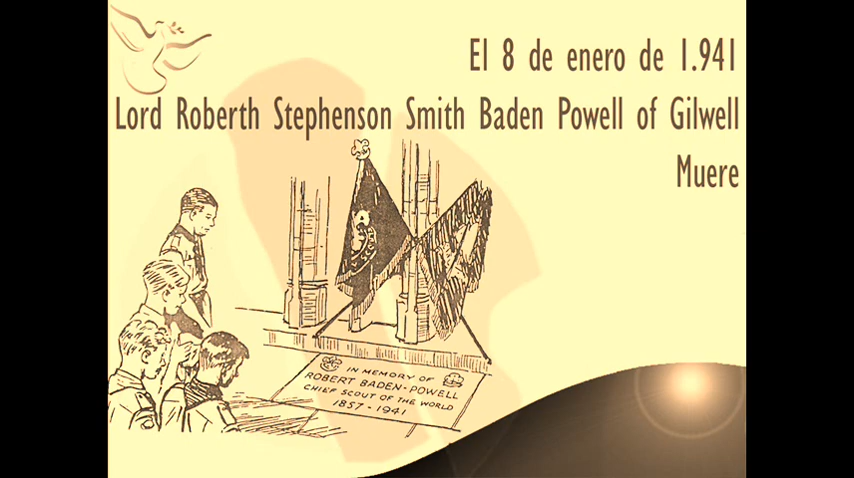 El 8 de enero de 1.941
Lord Roberth Stephenson Smith Baden Powell of Gilwell
Muere
IN MEMORY OF
ROBERT BADEN-POWELL
CHIEF SCOUT OF THE WORLD
1857-1941